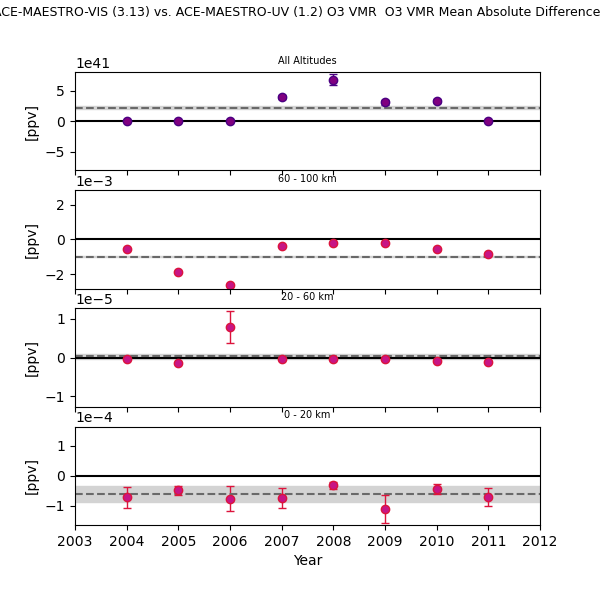 ACE-MAESTRO-VIS (3.13) vs. ACE-MAESTRO-UV (1.2) O3 VMR  O3 VMR Mean Absolute Difference
All Altitudes
1e41
5
0
−5
[ppv]
60 - 100 km
1e−3
2
0
−2
[ppv]
20 - 60 km
1e−5
1
0
−1
[ppv]
0 - 20 km
1e−4
1
0
−1
[ppv]
2003 2004 2005 2006 2007 2008 2009 2010 2011 2012
Year